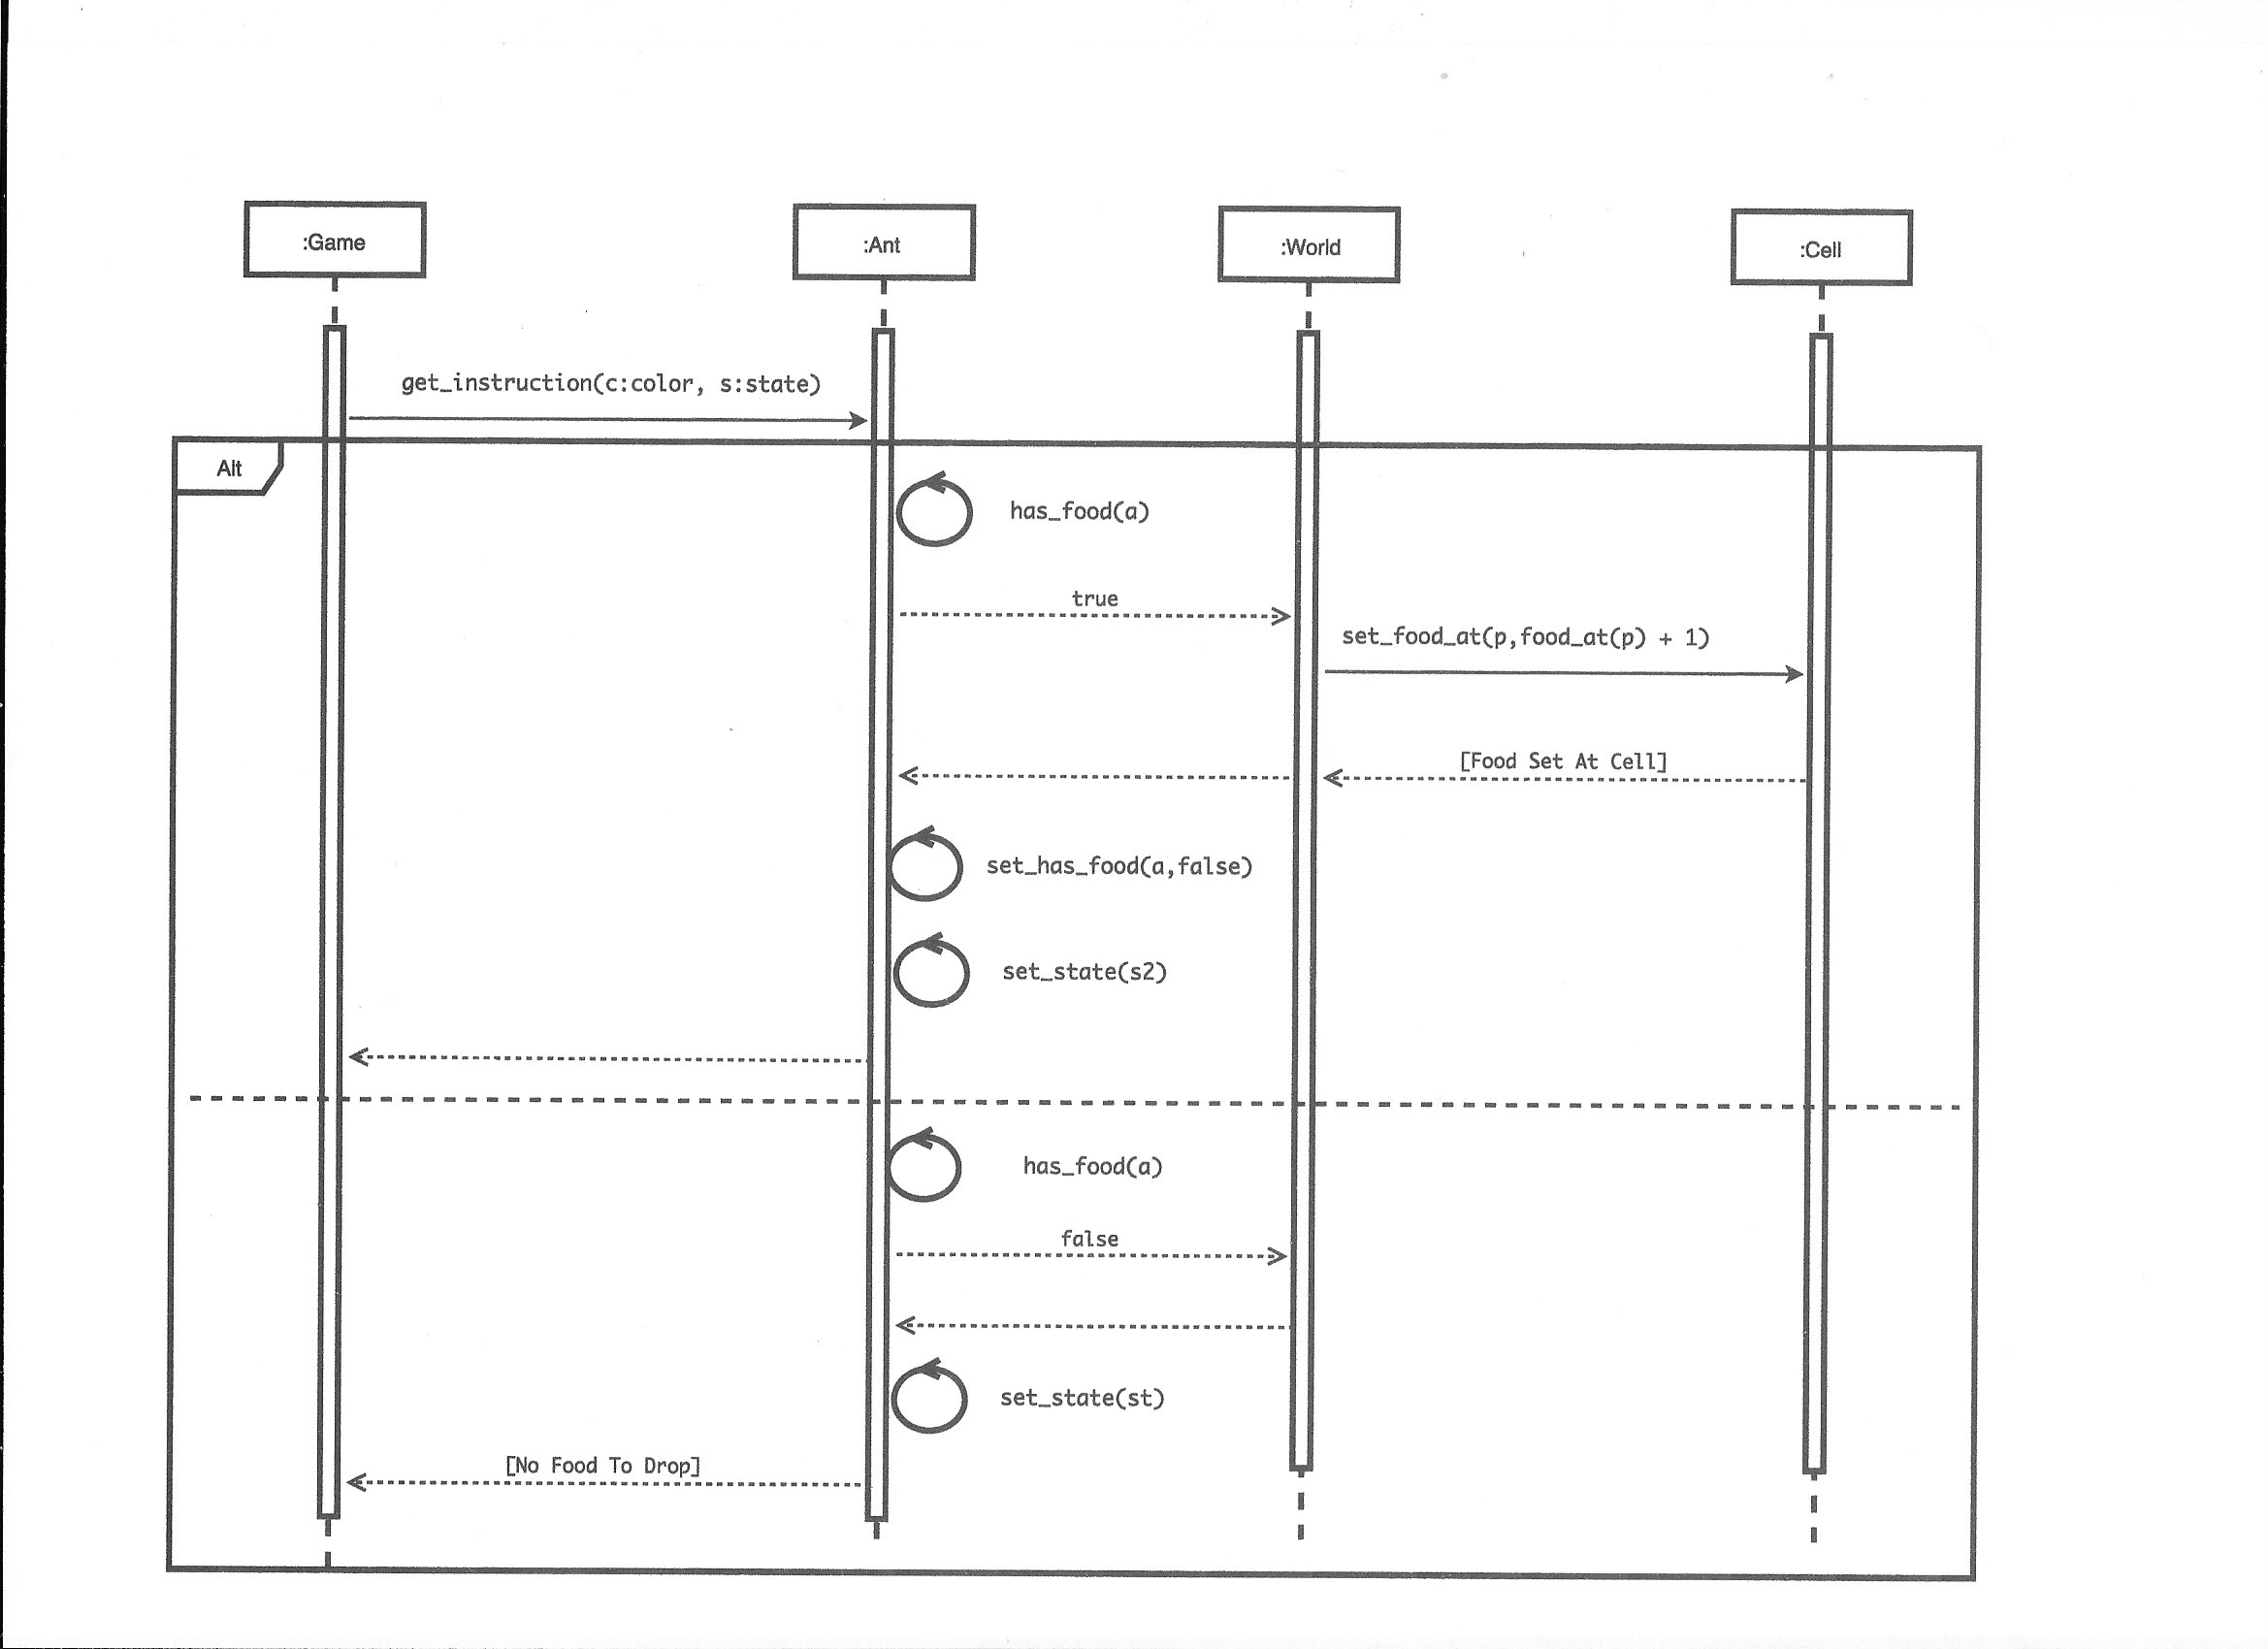 :Game
:Ant
:World
:Cell
get_instruction(c:color, s:state)
Alt
has_food(a)
true
set_food_at(p,food_at(p) + 1)
[Food Set At Cell]
set_has_food(a,false)
set_state(s2)
has_food(a)
false
set_state(st)
[No Food To Drop]